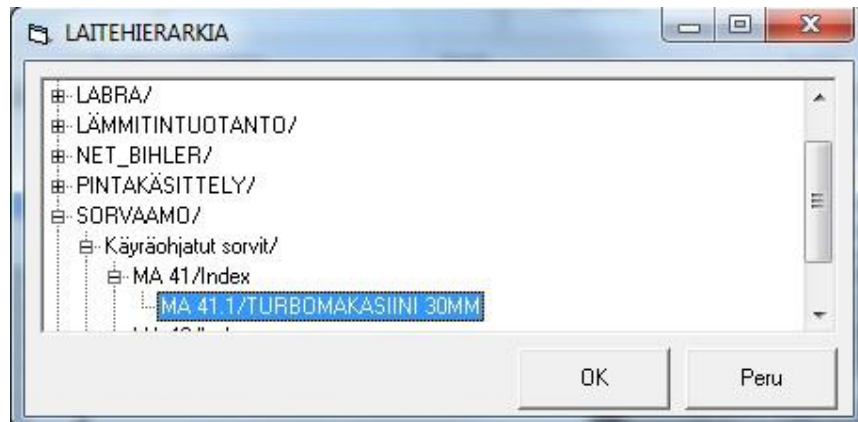 LAITEHIERARKIA
LABRA/
LÄMMITINTUOTANTO/
NET_BIHLER/
PINTAKÄSITTELY/
SORVAAMO/
Käyräohjatut sorvit/
MA 41/Index
MA 41.1/TURBOMAKASIINI 30MM
OK Peru